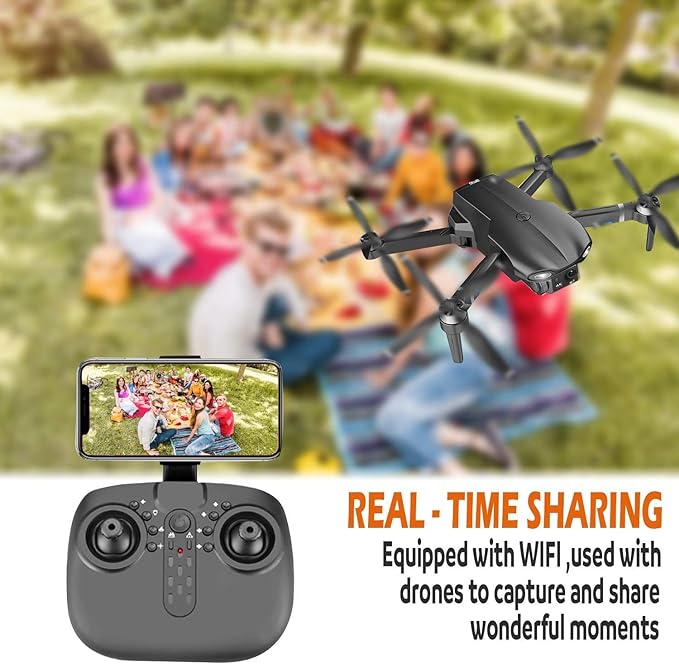 REAL - TIME SHARING
Equipped with WIFI ,used with
drones to capture and share
wonderful moments